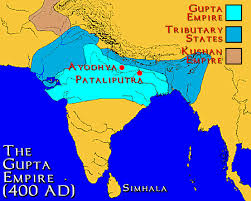 Gupta
Empire
Tributary
States
Kushan
Empire
Ayodhya
Pataliputra
The
Gupta
Empire
(400 AD)
Simhala